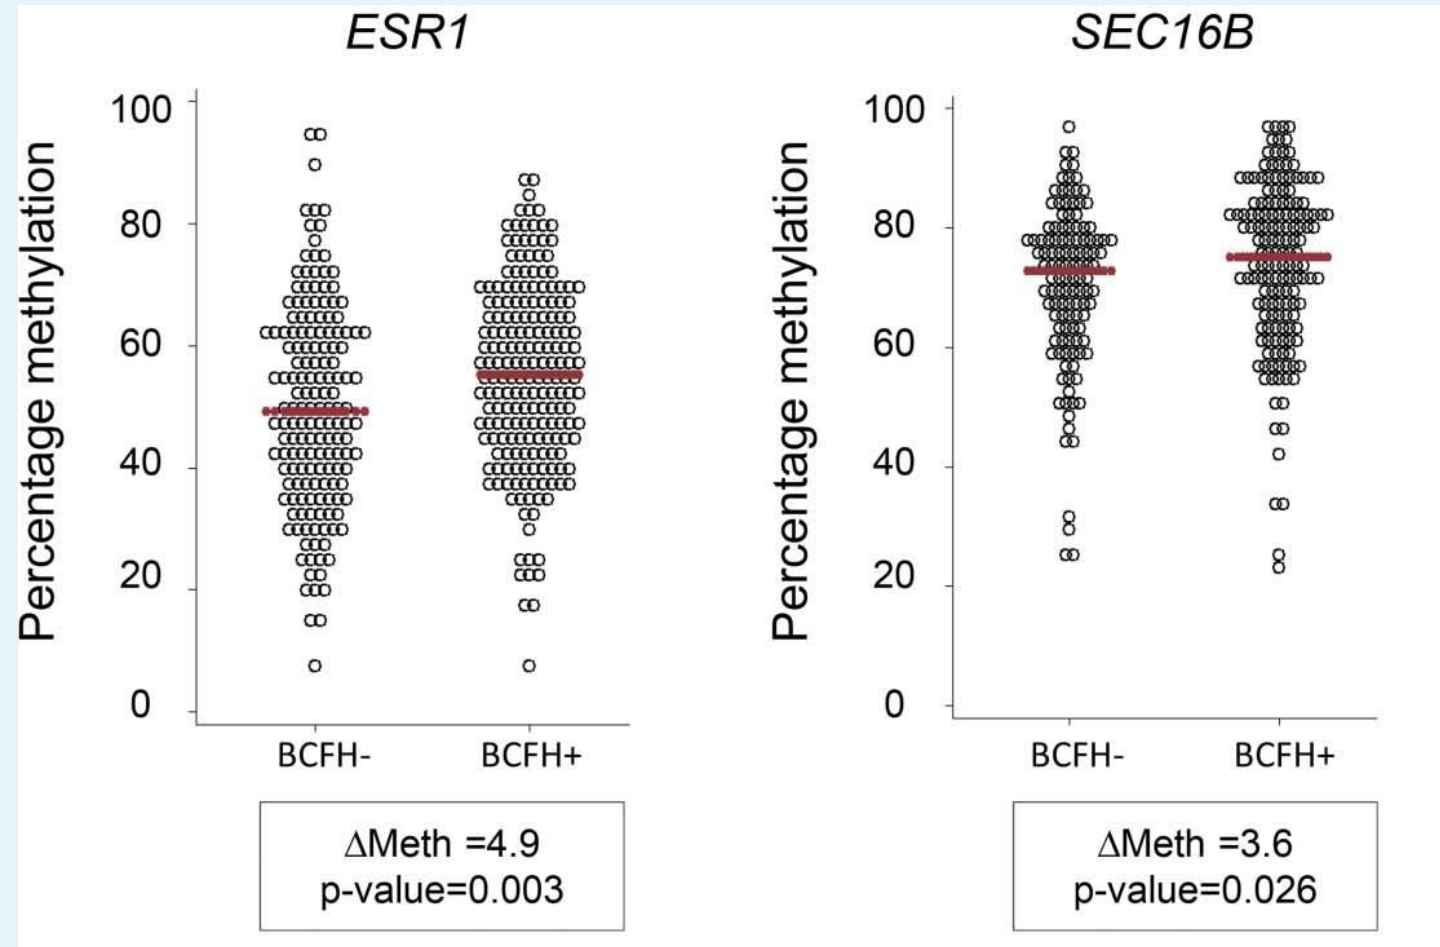 ESR1
Percentage methylation
100
80
60
40
20
0
BCFH-
BCFH+
ΔMeth =4.9
p-value=0.003
SEC16B
Percentage methylation
100
80
60
40
20
0
BCFH-
BCFH+
ΔMeth =3.6
p-value=0.026